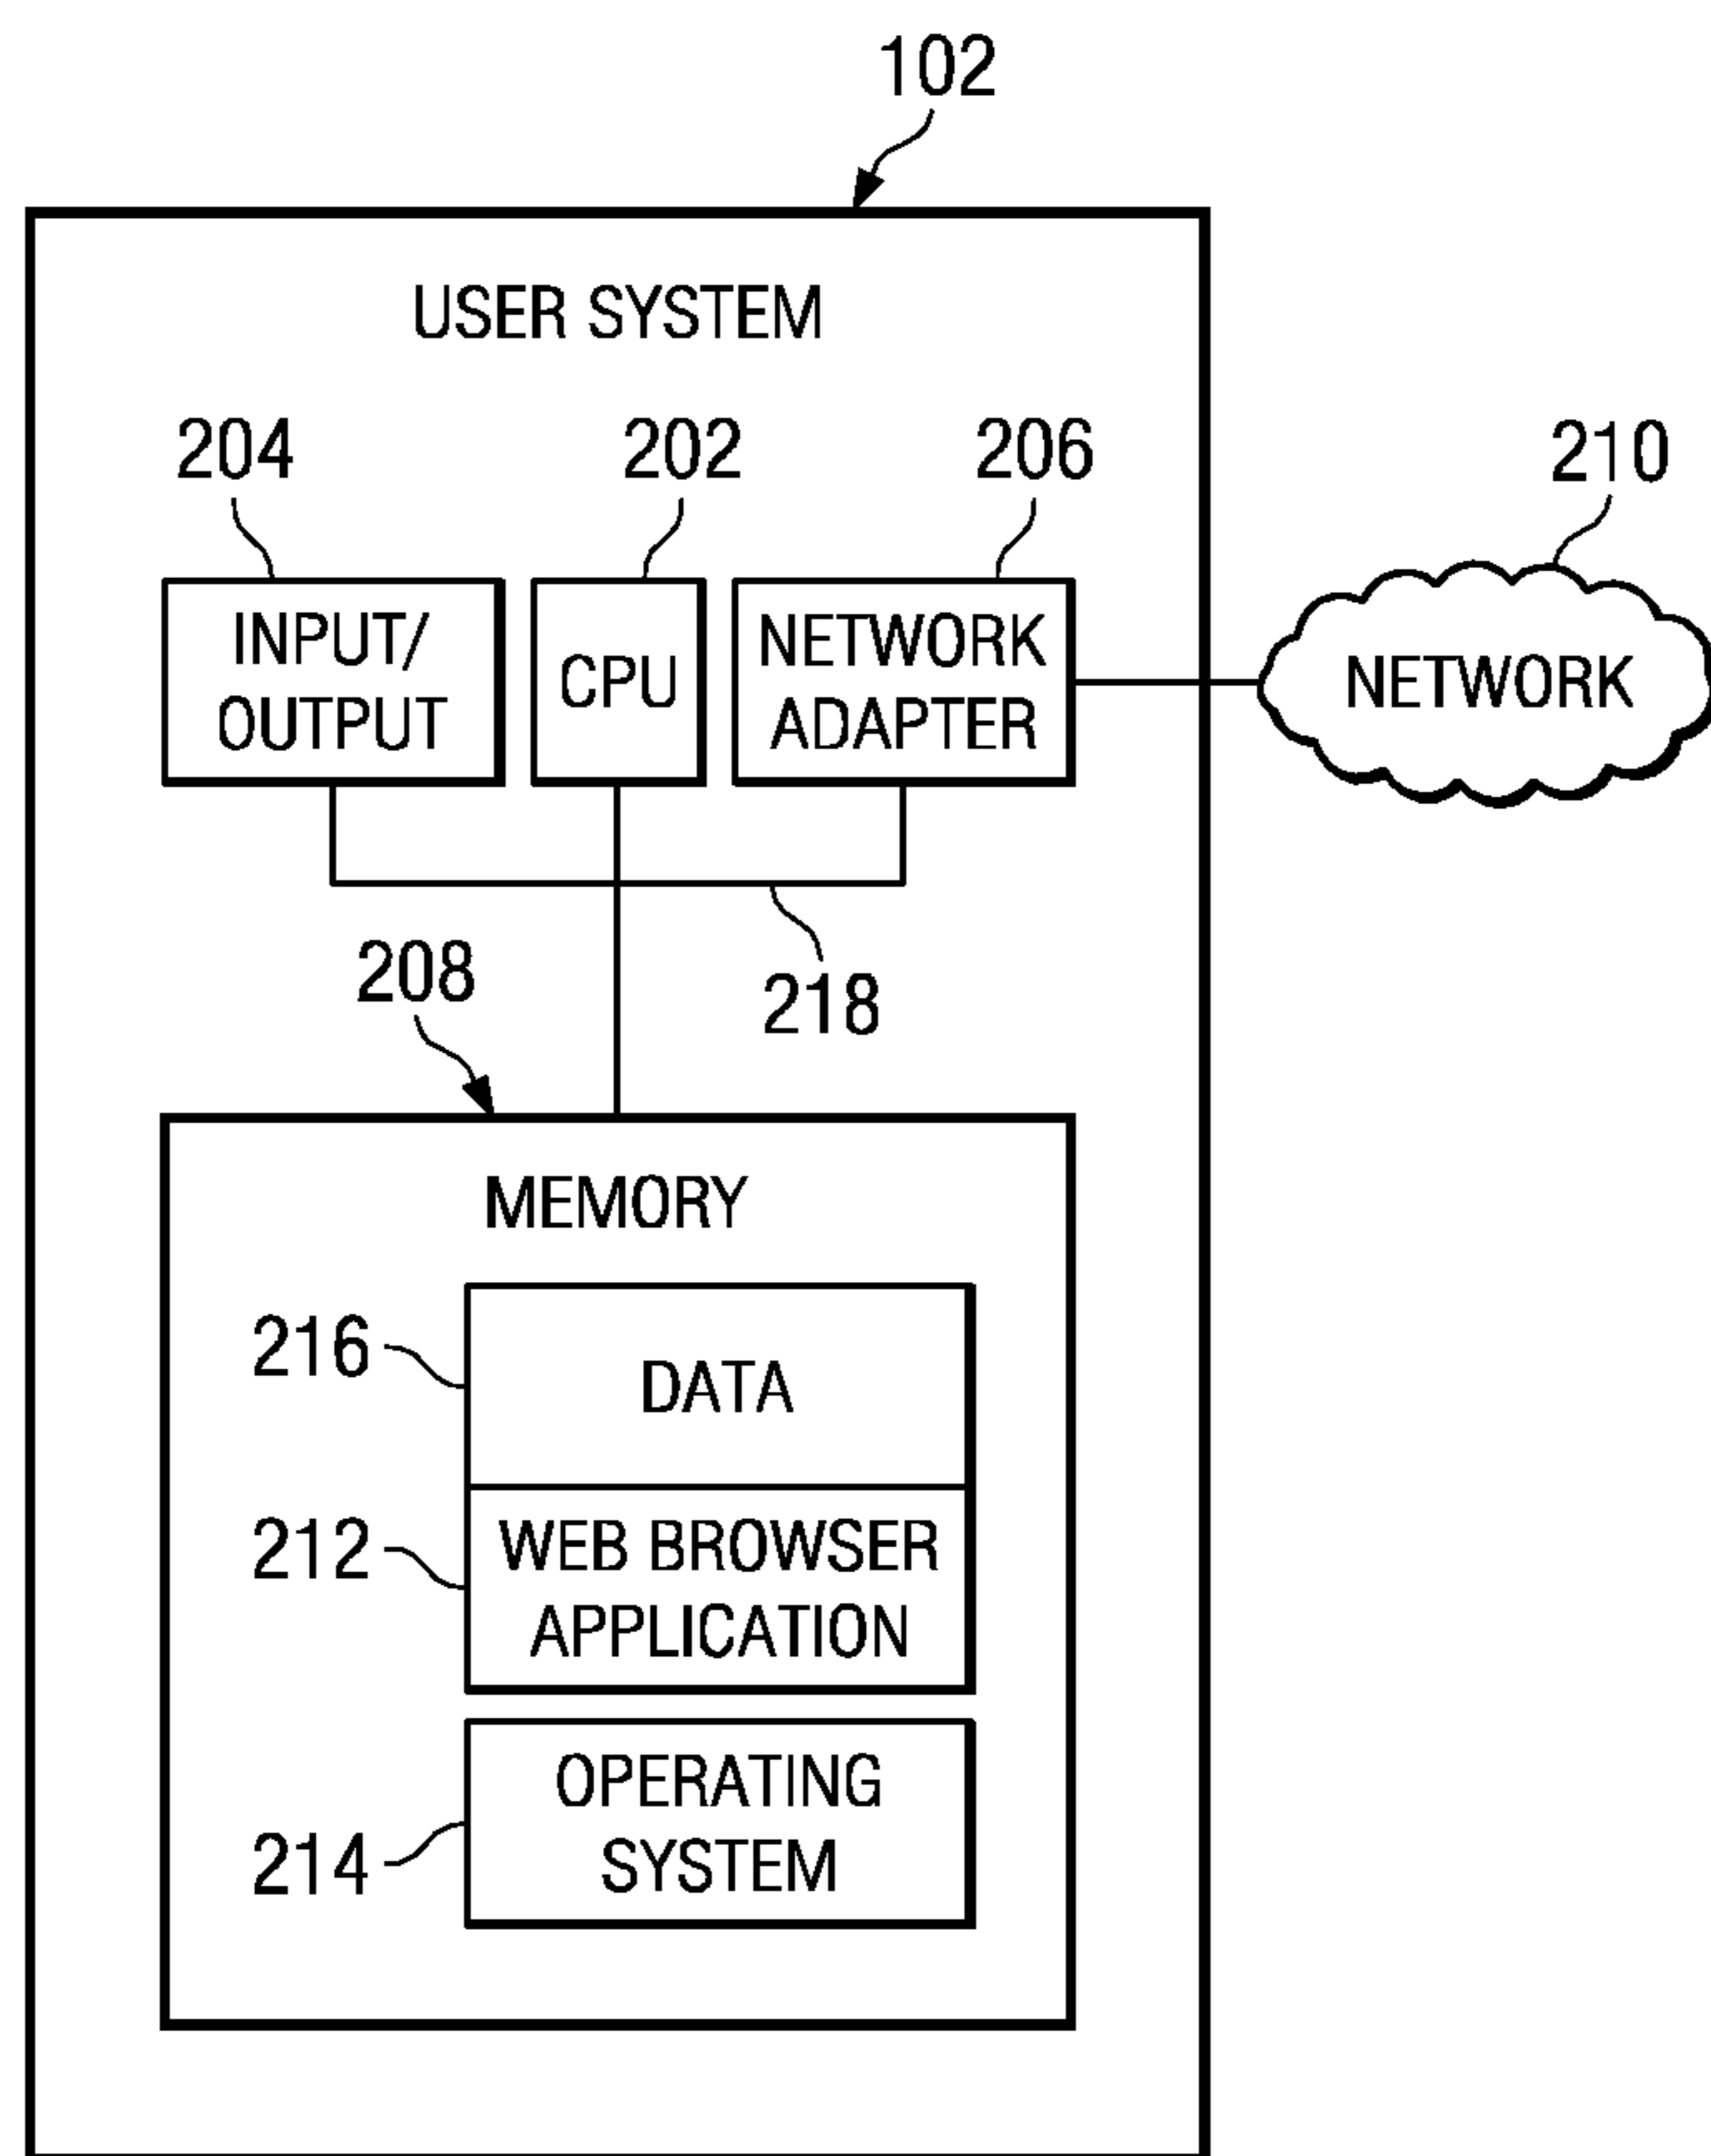 102
USER SYSTEM
204
202
206
210
INPUT/
OUTPUT
CPU
NETWORK
ADAPTER
NETWORK
208
218
MEMORY
216
DATA
212
WEB BROWSER
APPLICATION
OPERATING
SYSTEM
214